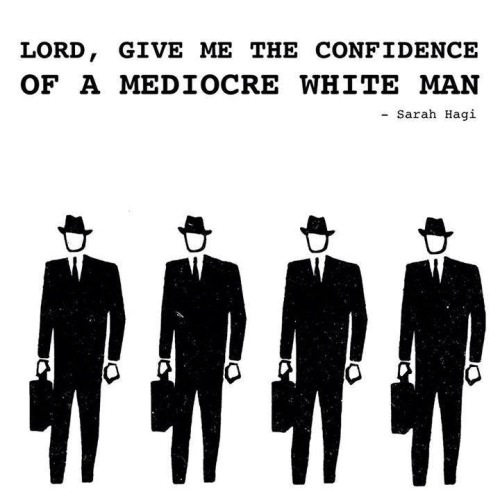 LORD, GIVE ME THE CONFIDENCE
OF A MEDIOCRE WHITE MAN
– Sarah Hagi